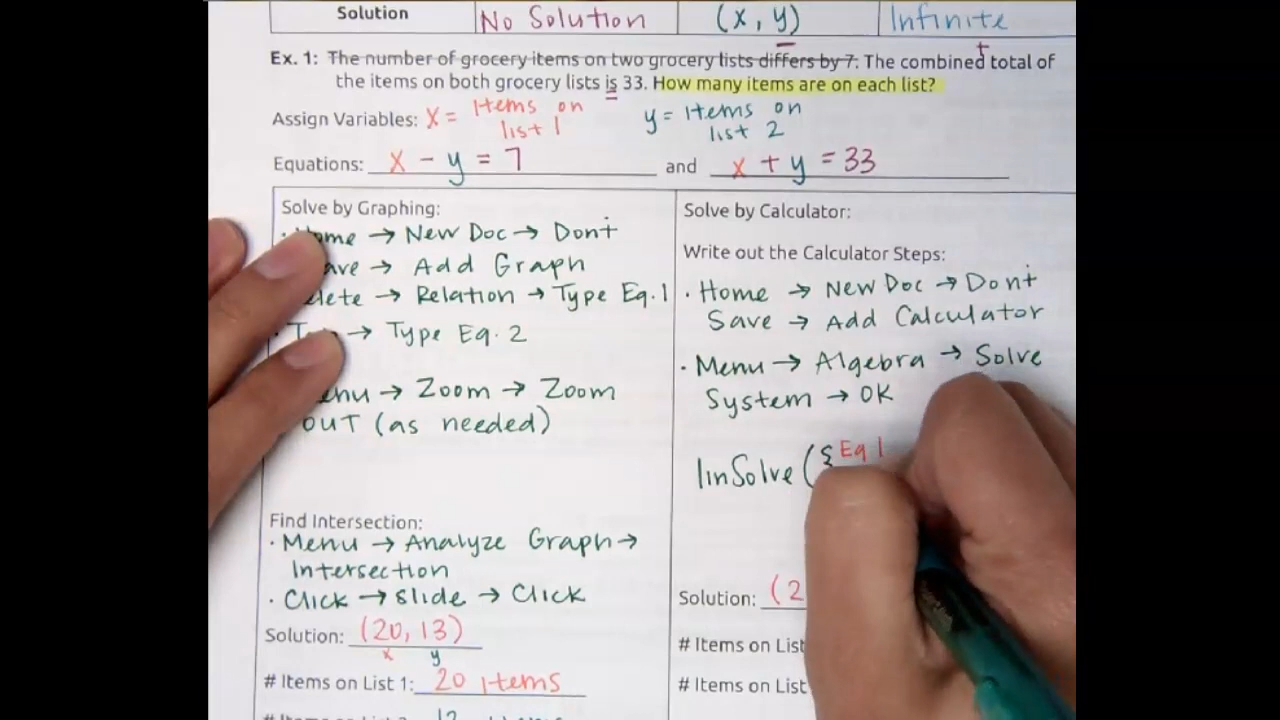 Solution No Solution (x, y) Infinite
Ex. 1: The number of grocery items on two grocery lists differs by 7. The combined total of
the items on both grocery lists is 33. How many items are on each list?
Assign Variables: x = items on list 1 y = items on list 2
Equations: x - y = 7 and x + y = 33
Solve by Graphing:
→ New Doc → Don't
→ Add Graph
→ Relation → Type Eq. 1
→ Type Eq. 2
→ Zoom → Zoom
out (as needed)
Find Intersection:
· Menu → Analyze Graph →
Intersection
· Click → slide → Click
Solution: (20, 13)
x y
# Items on List 1: 20 items
Solve by Calculator:
Write out the Calculator Steps:
· Home → New Doc → Don't
Save → Add Calculator
· Menu → Algebra → Solve
System → OK
linSolve ({ Eq 1
Solution: (2
# Items on List
# Items on List